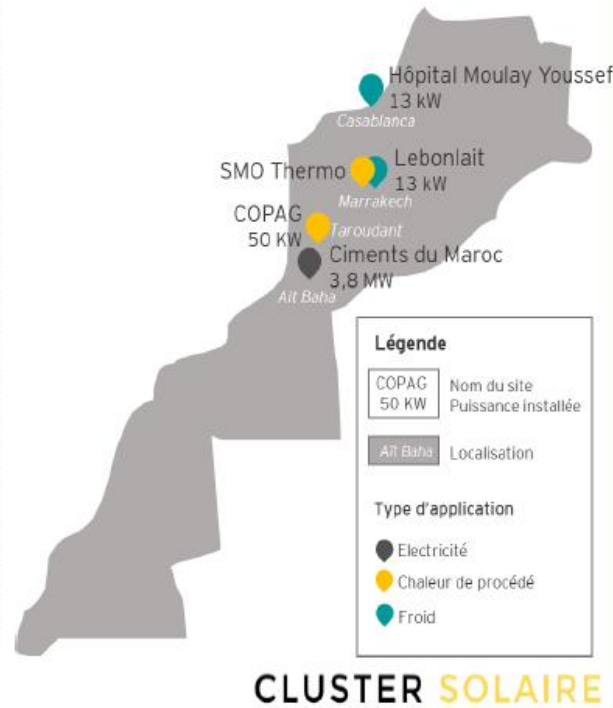 Hôpital Moulay Youssef
13 kW
Casablanca
SMO Thermo
Lebonlait
13 kW
Marrakech
COPAG
50 KW
Taroudant
Ciments du Maroc
3,8 MW
Aït Baha
Légende
COPAG
50 KW
Nom du site
Puissance installée
Aït Baha
Localisation
Type d'application
Electricité
Chaleur de procédé
Froid
CLUSTER SOLAIRE